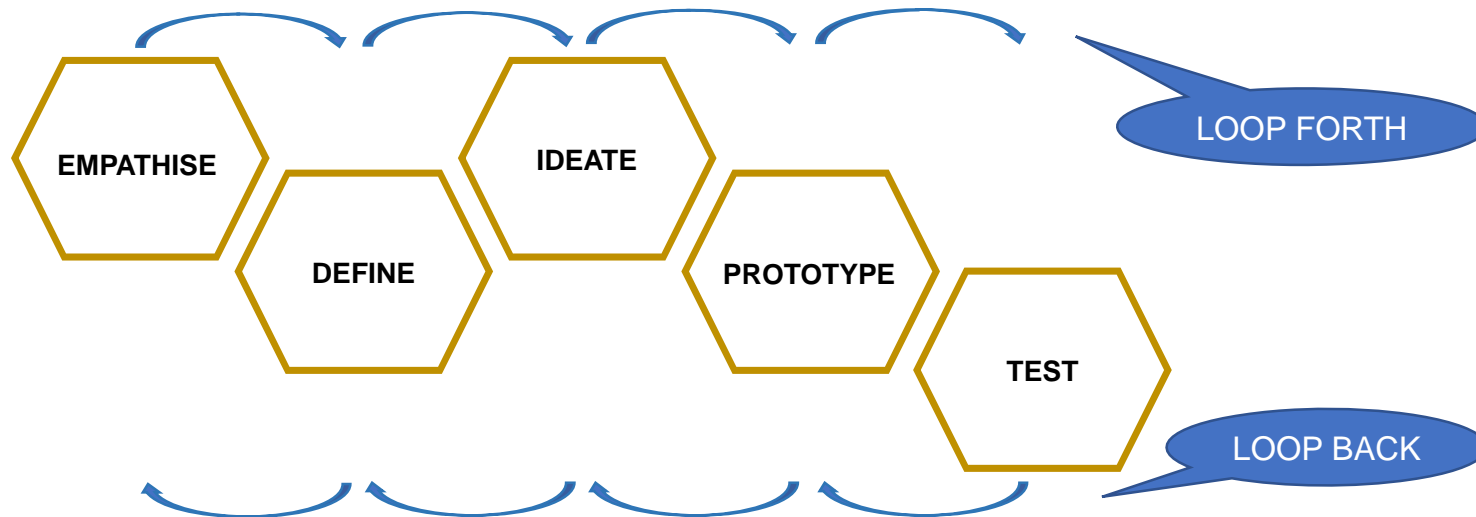 EMPATHISE
DEFINE
IDEATE
PROTOTYPE
TEST
LOOP FORTH
LOOP BACK